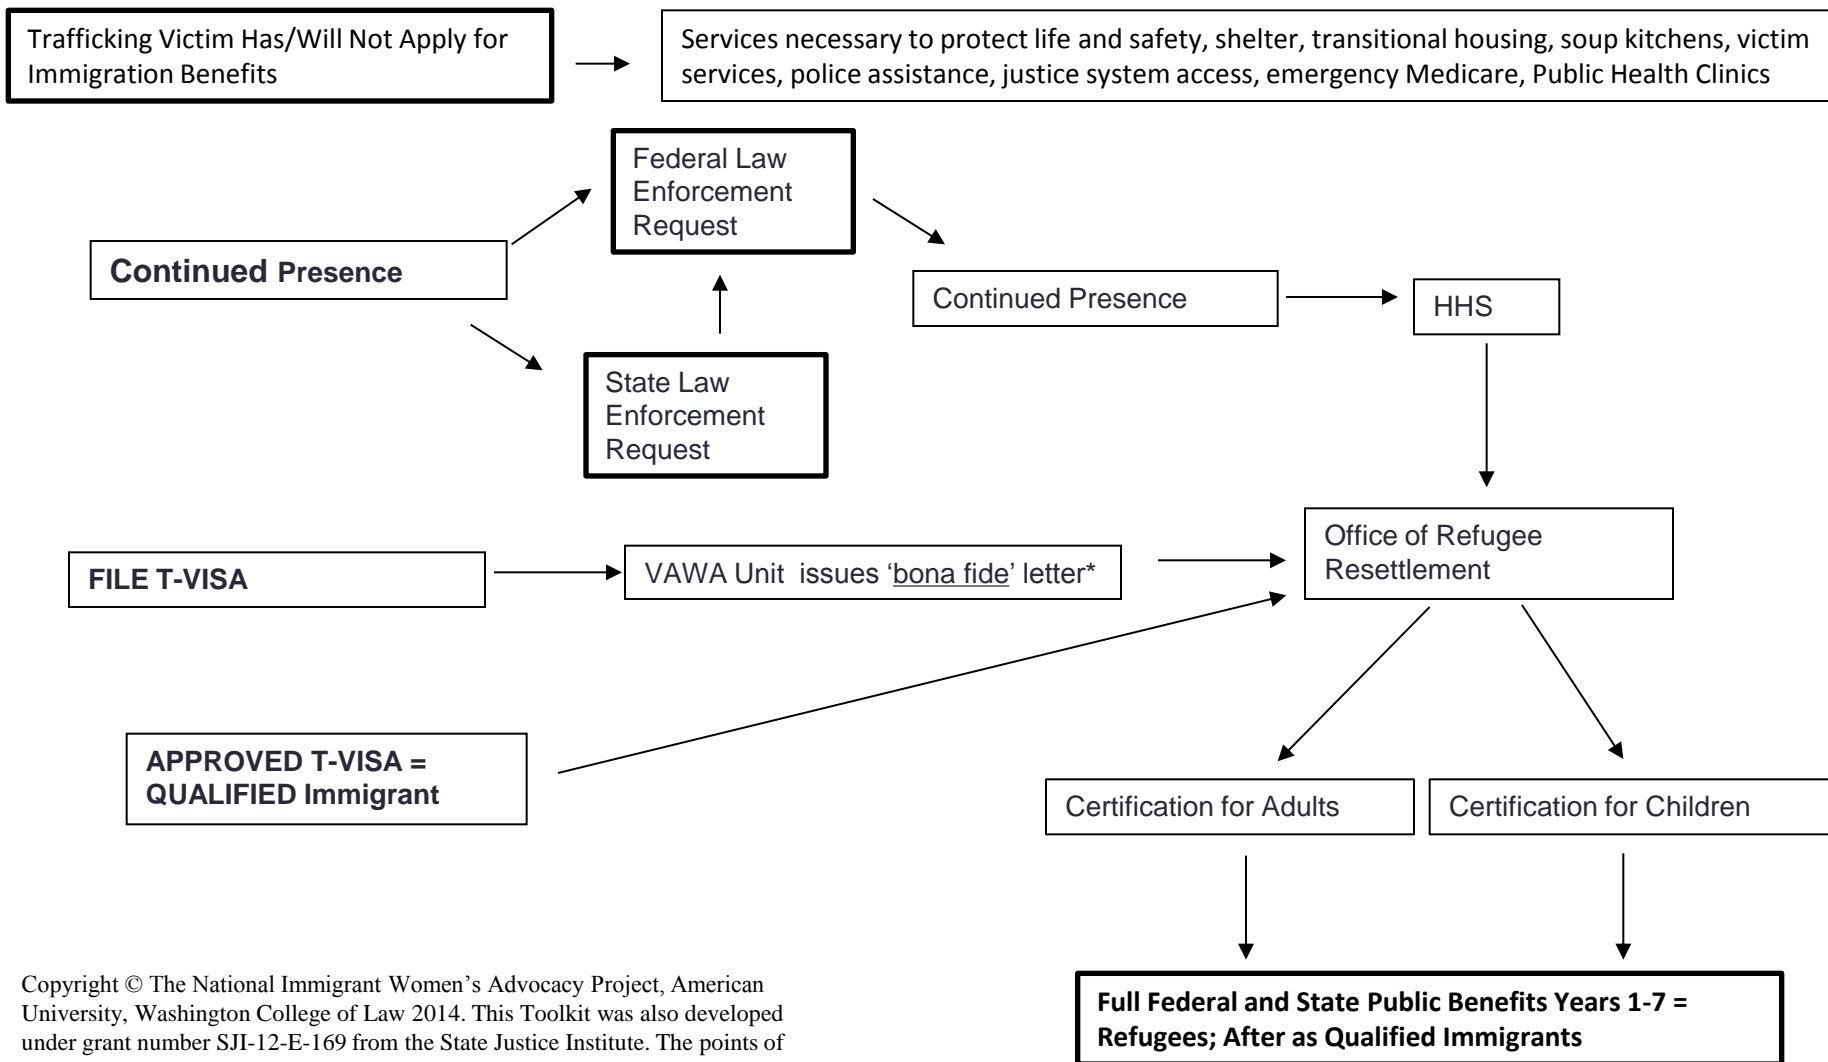 Trafficking Victim Has/Will Not Apply for
Immigration Benefits
Services necessary to protect life and safety, shelter, transitional housing, soup kitchens, victim
services, police assistance, justice system access, emergency Medicare, Public Health Clinics
Federal Law
Enforcement
Request
Continued Presence
Continued Presence
HHS
State Law
Enforcement
Request
Office of Refugee
Resettlement
FILE T-VISA
VAWA Unit issues ‘bona fide’ letter*
APPROVED T-VISA =
QUALIFIED Immigrant
Certification for Adults
Certification for Children
Full Federal and State Public Benefits Years 1-7 =
Refugees; After as Qualified Immigrants
Copyright © The National Immigrant Women’s Advocacy Project, American
University, Washington College of Law 2014. This Toolkit was also developed
under grant number SJI-12-E-169 from the State Justice Institute. The points of